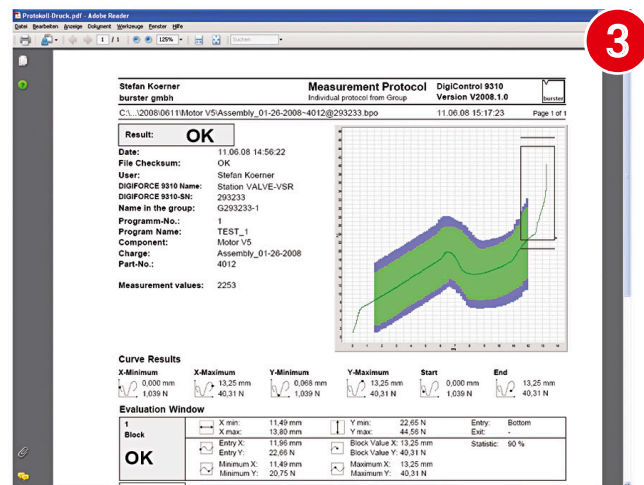 Protokoll-Druck.pdf - Adobe Reader
Datei Bearbeiten Anzeige Dokument Werkzeuge Fenster Hilfe
1 / 1 125% Suchen
3
Stefan Koerner Measurement Protocol DigiControl 9310
burster gmbh Individual protocol from Group Version V2008.1.0 burster
C:\...\2008\0611\Motor V5\Assembly_01-26-2008~4012@293233.bpo 11.06.08 15:17:23 Page 1 of 1
Result: OK
Date: 11.06.08 14:56:22
File Checksum: OK
User: Stefan Koerner
DIGIFORCE 9310 Name: Station VALVE-VSR
DIGIFORCE 9310-SN: 293233
Name in the group: G293233-1
Programm-No.: 1
Program Name: TEST_1
Component: Motor V5
Charge: Assembly_01-26-2008
Part-No.: 4012
Measurement values: 2253
Curve Results
X-Minimum X-Maximum Y-Minimum Y-Maximum Start End
0,000 mm 13,25 mm 0,068 mm 13,25 mm 0,000 mm 13,25 mm
1,039 N 40,31 N 1,039 N 40,31 N 1,039 N 40,31 N
Evaluation Window
1 X min: 11,49 mm Y min: 22,65 N Entry: Bottom
Block X max: 13,80 mm Y max: 44,56 N Exit: -
OK Entry X: 11,96 mm Block Value X: 13,25 mm Statistic: 90 %
Entry Y: 22,66 N Block Value Y: 40,31 N
Minimum X: 11,49 mm Maximum X: 13,25 mm
Minimum Y: 20,75 N Maximum Y: 40,31 N